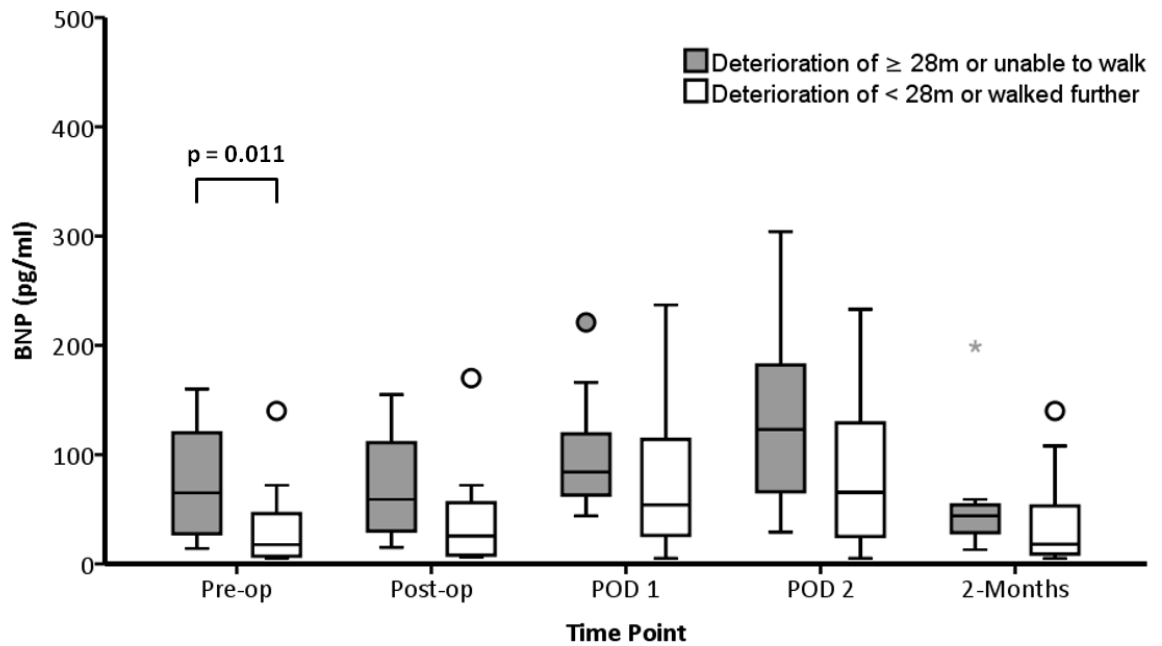 500
400
300
200
100
0
BNP (pg/ml)
Deterioration of ≥ 28m or unable to walk
Deterioration of < 28m or walked further
p = 0.011
*
Pre-op
Post-op
POD 1
POD 2
2-Months
Time Point